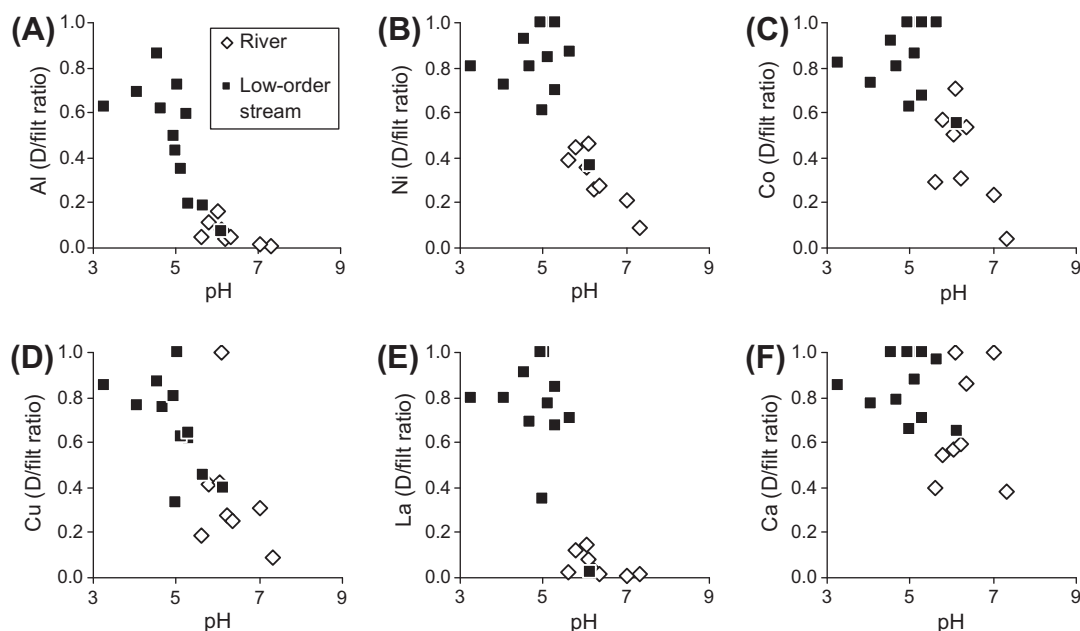 (A)
Al (D/filt ratio)
1.0
0.8
0.6
0.4
0.2
0.0
3 5 7 9
pH
River
Low-order
stream
(B)
Ni (D/filt ratio)
1.0
0.8
0.6
0.4
0.2
0.0
3 5 7 9
pH
(C)
Co (D/filt ratio)
1.0
0.8
0.6
0.4
0.2
0.0
3 5 7 9
pH
(D)
Cu (D/filt ratio)
1.0
0.8
0.6
0.4
0.2
0.0
3 5 7 9
pH
(E)
La (D/filt ratio)
1.0
0.8
0.6
0.4
0.2
0.0
3 5 7 9
pH
(F)
Ca (D/filt ratio)
1.0
0.8
0.6
0.4
0.2
0.0
3 5 7 9
pH